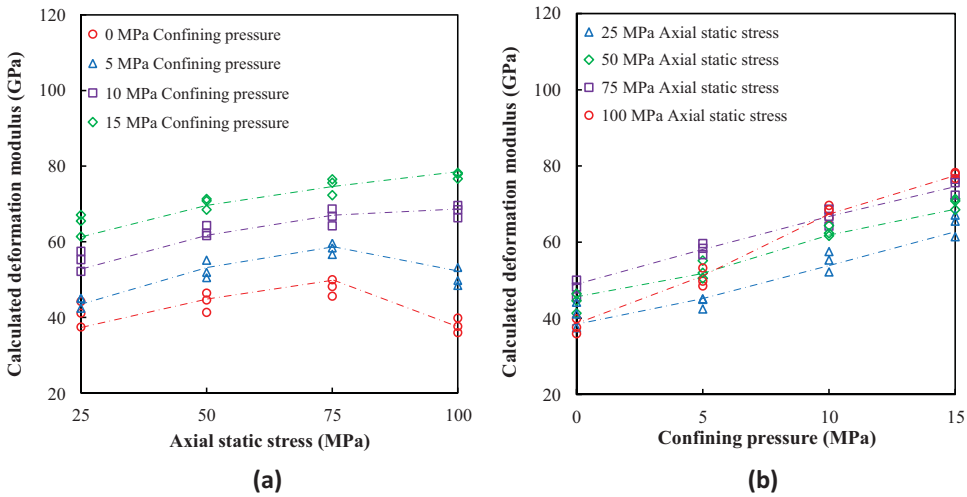 Calculated deformation modulus (GPa)
120
100
80
60
40
20
0 MPa Confining pressure
5 MPa Confining pressure
10 MPa Confining pressure
15 MPa Confining pressure
25 50 75 100
Axial static stress (MPa)
(a)
Calculated deformation modulus (GPa)
120
100
80
60
40
20
25 MPa Axial static stress
50 MPa Axial static stress
75 MPa Axial static stress
100 MPa Axial static stress
0 5 10 15
Confining pressure (MPa)
(b)